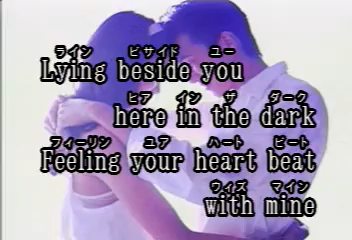 ライン ビサイド ユー
Lying beside you
ヒア イン ザ ダーク
here in the dark
フィーリン ユア ハート ビート
Feeling your heart beat
ウィズ マイン
with mine